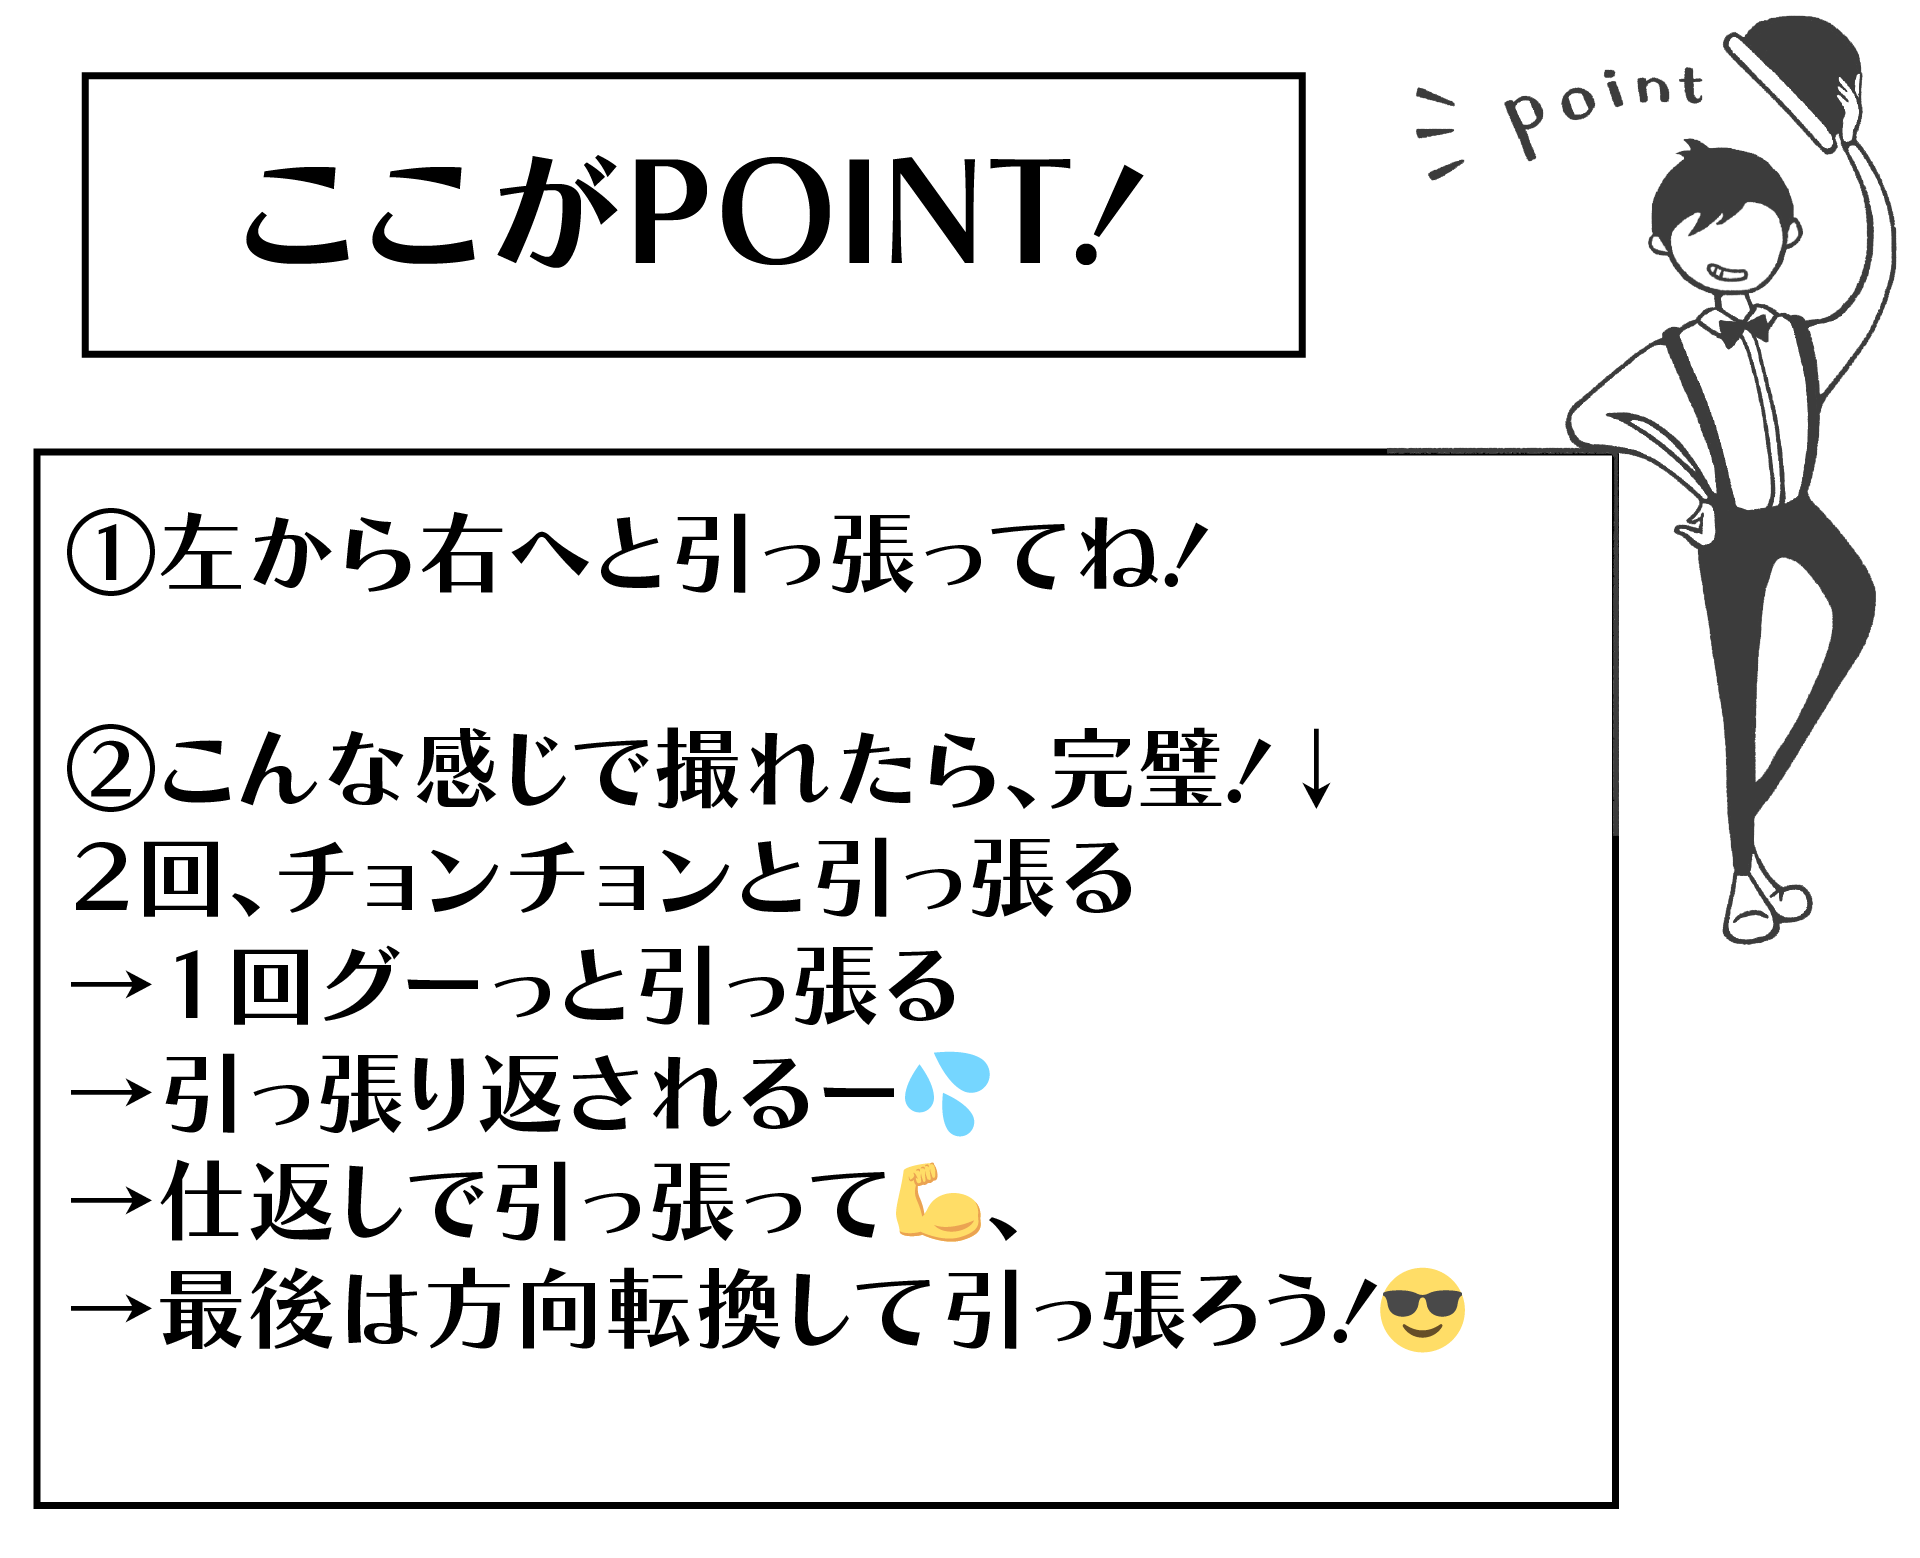 ここがPOINT！
point
①左から右へと引っ張ってね！
②こんな感じで撮れたら、完璧！↓
２回、チョンチョンと引っ張る
→１回グーっと引っ張る
→引っ張り返されるー💦
→仕返しで引っ張って💪、
→最後は方向転換して引っ張ろう！😎